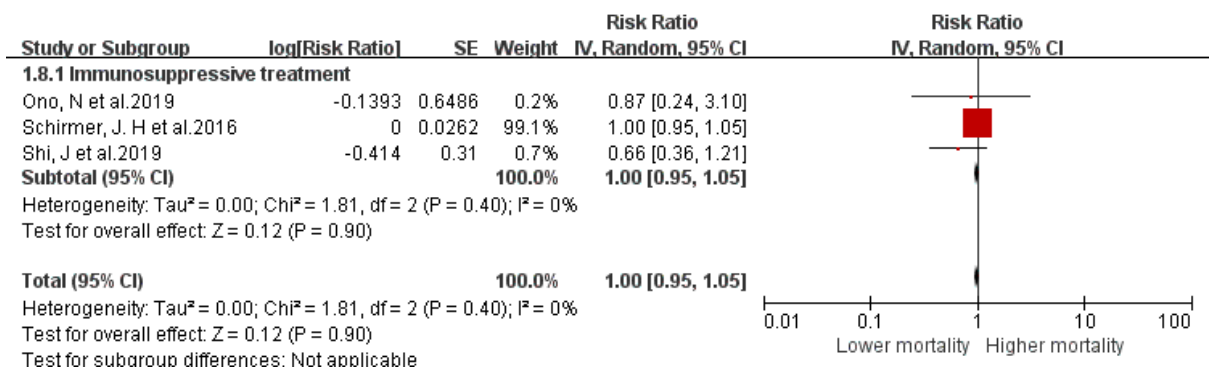 Risk Ratio Risk Ratio
Study or Subgroup log[Risk Ratio] SE Weight IV, Random, 95% CI IV, Random, 95% CI
1.8.1 Immunosuppressive treatment
Ono, N et al.2019 -0.1393 0.6486 0.2% 0.87 [0.24, 3.10]
Schirmer, J. H et al.2016 0 0.0262 99.1% 1.00 [0.95, 1.05]
Shi, J et al.2019 -0.414 0.31 0.7% 0.66 [0.36, 1.21]
Subtotal (95% CI) 100.0% 1.00 [0.95, 1.05]
Heterogeneity: Tau² = 0.00; Chi² = 1.81, df = 2 (P = 0.40); I² = 0%
Test for overall effect: Z = 0.12 (P = 0.90)
Total (95% CI) 100.0% 1.00 [0.95, 1.05]
Heterogeneity: Tau² = 0.00; Chi² = 1.81, df = 2 (P = 0.40); I² = 0%
Test for overall effect: Z = 0.12 (P = 0.90)
Test for subgroup differences: Not applicable
0.01 0.1 1 10 100
Lower mortality Higher mortality